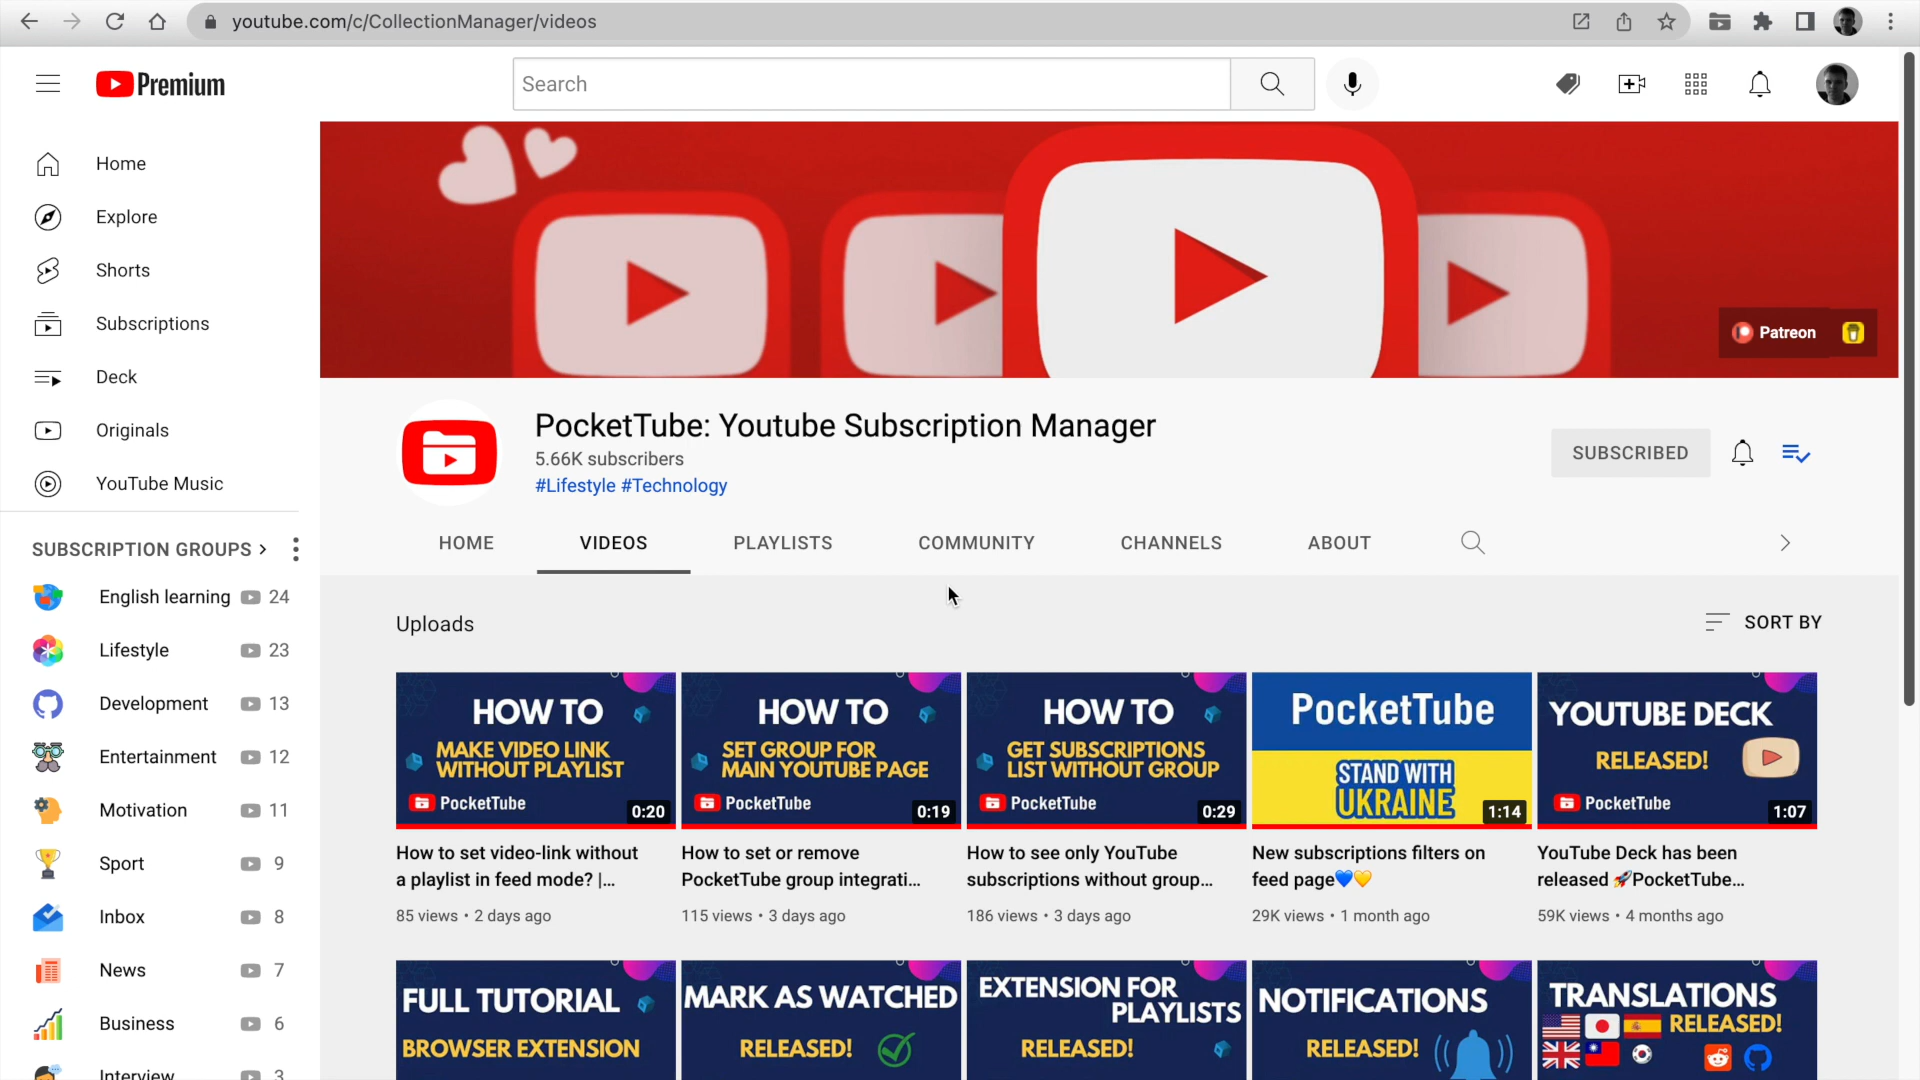 youtube.com/c/CollectionManager/videos
Premium
Search
Home
Explore
Shorts
Subscriptions
Deck
Originals
YouTube Music
SUBSCRIPTION GROUPS
English learning 24
Lifestyle 23
Development 13
Entertainment 12
Motivation 11
Sport 9
Inbox 8
News 7
Business 6
Interview 3
Patreon
PocketTube: Youtube Subscription Manager
5.66K subscribers
#Lifestyle #Technology
SUBSCRIBED
HOME VIDEOS PLAYLISTS COMMUNITY CHANNELS ABOUT
Uploads
SORT BY
HOW TO
MAKE VIDEO LINK
WITHOUT PLAYLIST
PocketTube
0:20
How to set video-link without
a playlist in feed mode? |...
85 views • 2 days ago
HOW TO
SET GROUP FOR
MAIN YOUTUBE PAGE
PocketTube
0:19
How to set or remove
PocketTube group integrati...
115 views • 3 days ago
HOW TO
GET SUBSCRIPTIONS
LIST WITHOUT GROUP
PocketTube
0:29
How to see only YouTube
subscriptions without group...
186 views • 3 days ago
PocketTube
STAND WITH
UKRAINE
1:14
New subscriptions filters on
feed page💙💛
29K views • 1 month ago
YOUTUBE DECK
RELEASED!
PocketTube
1:07
YouTube Deck has been
released 🚀PocketTube...
59K views • 4 months ago
FULL TUTORIAL
BROWSER EXTENSION
MARK AS WATCHED
RELEASED!
EXTENSION FOR
PLAYLISTS
RELEASED!
NOTIFICATIONS
RELEASED!
TRANSLATIONS
RELEASED!